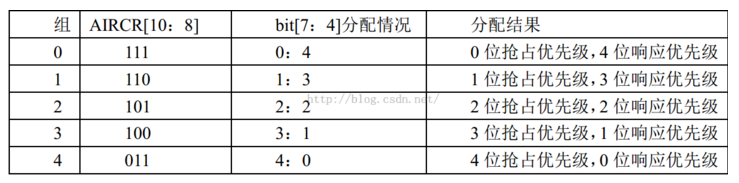 组 AIRCR[10：8] bit[7：4]分配情况 分配结果
0 111 0：4 0位抢占优先级,4位响应优先级
1 110 1：3 1位抢占优先级,3位响应优先级
2 101 2：2 2位抢占优先级,2位响应优先级
3 100 3：1 3位抢占优先级,1位响应优先级
4 011 4：0 4位抢占优先级,0位响应优先级
http://blog.csdn.net/